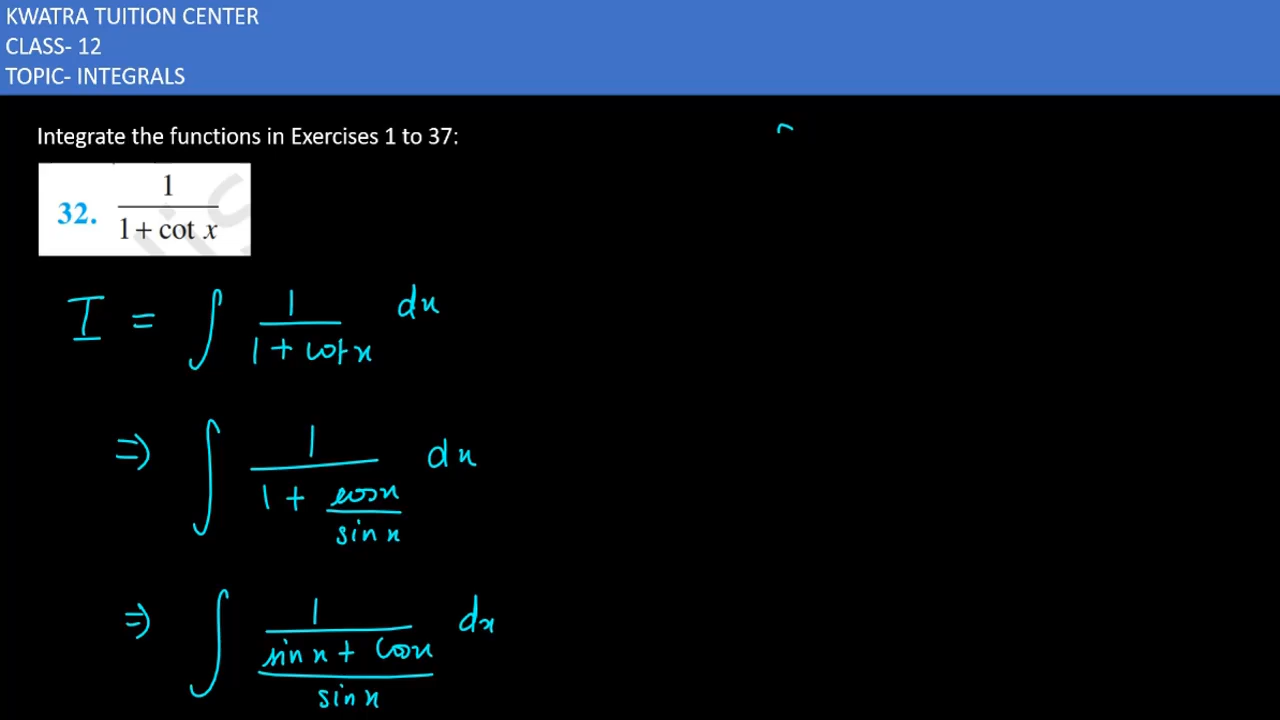 KWATRA TUITION CENTER
CLASS- 12
TOPIC- INTEGRALS
Integrate the functions in Exercises 1 to 37:
32. 1/(1 + cot x)
I = ∫ 1/(1 + cot x) dx
⇒ ∫ 1/(1 + cos x/sin x) dx
⇒ ∫ 1/((sin x + cos x)/sin x) dx